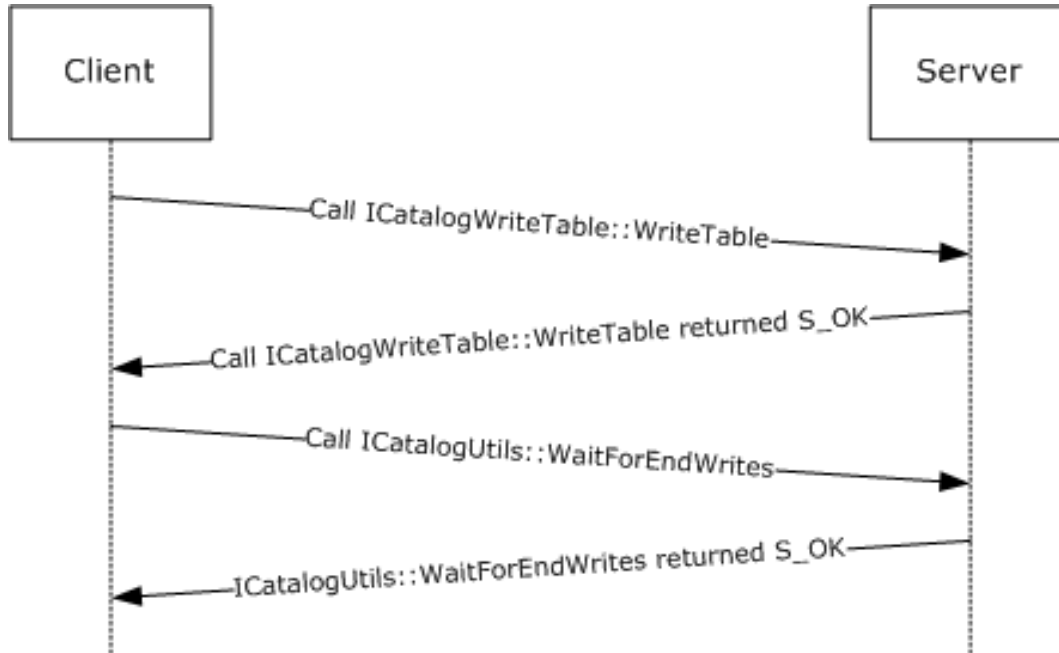 Client
Server
Call ICatalogWriteTable::WriteTable
Call ICatalogWriteTable::WriteTable returned S_OK
Call ICatalogUtils::WaitForEndWrites
ICatalogUtils::WaitForEndWrites returned S_OK